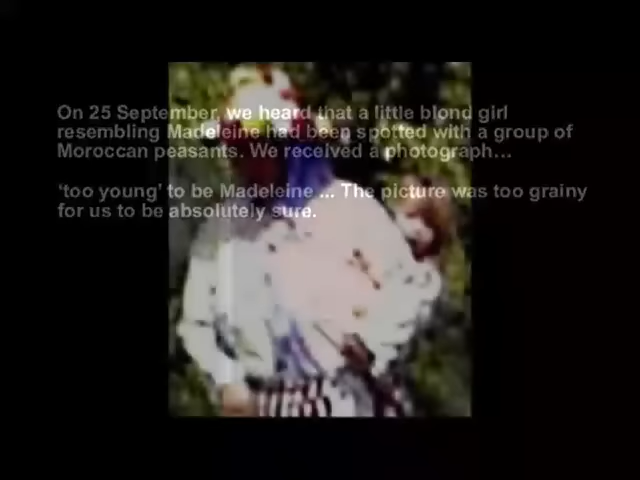 On 25 September, we heard that a little blond girl
resembling Madeleine had been spotted with a group of
Moroccan peasants. We received a photograph...
‘too young’ to be Madeleine ... The picture was too grainy
for us to be absolutely sure.